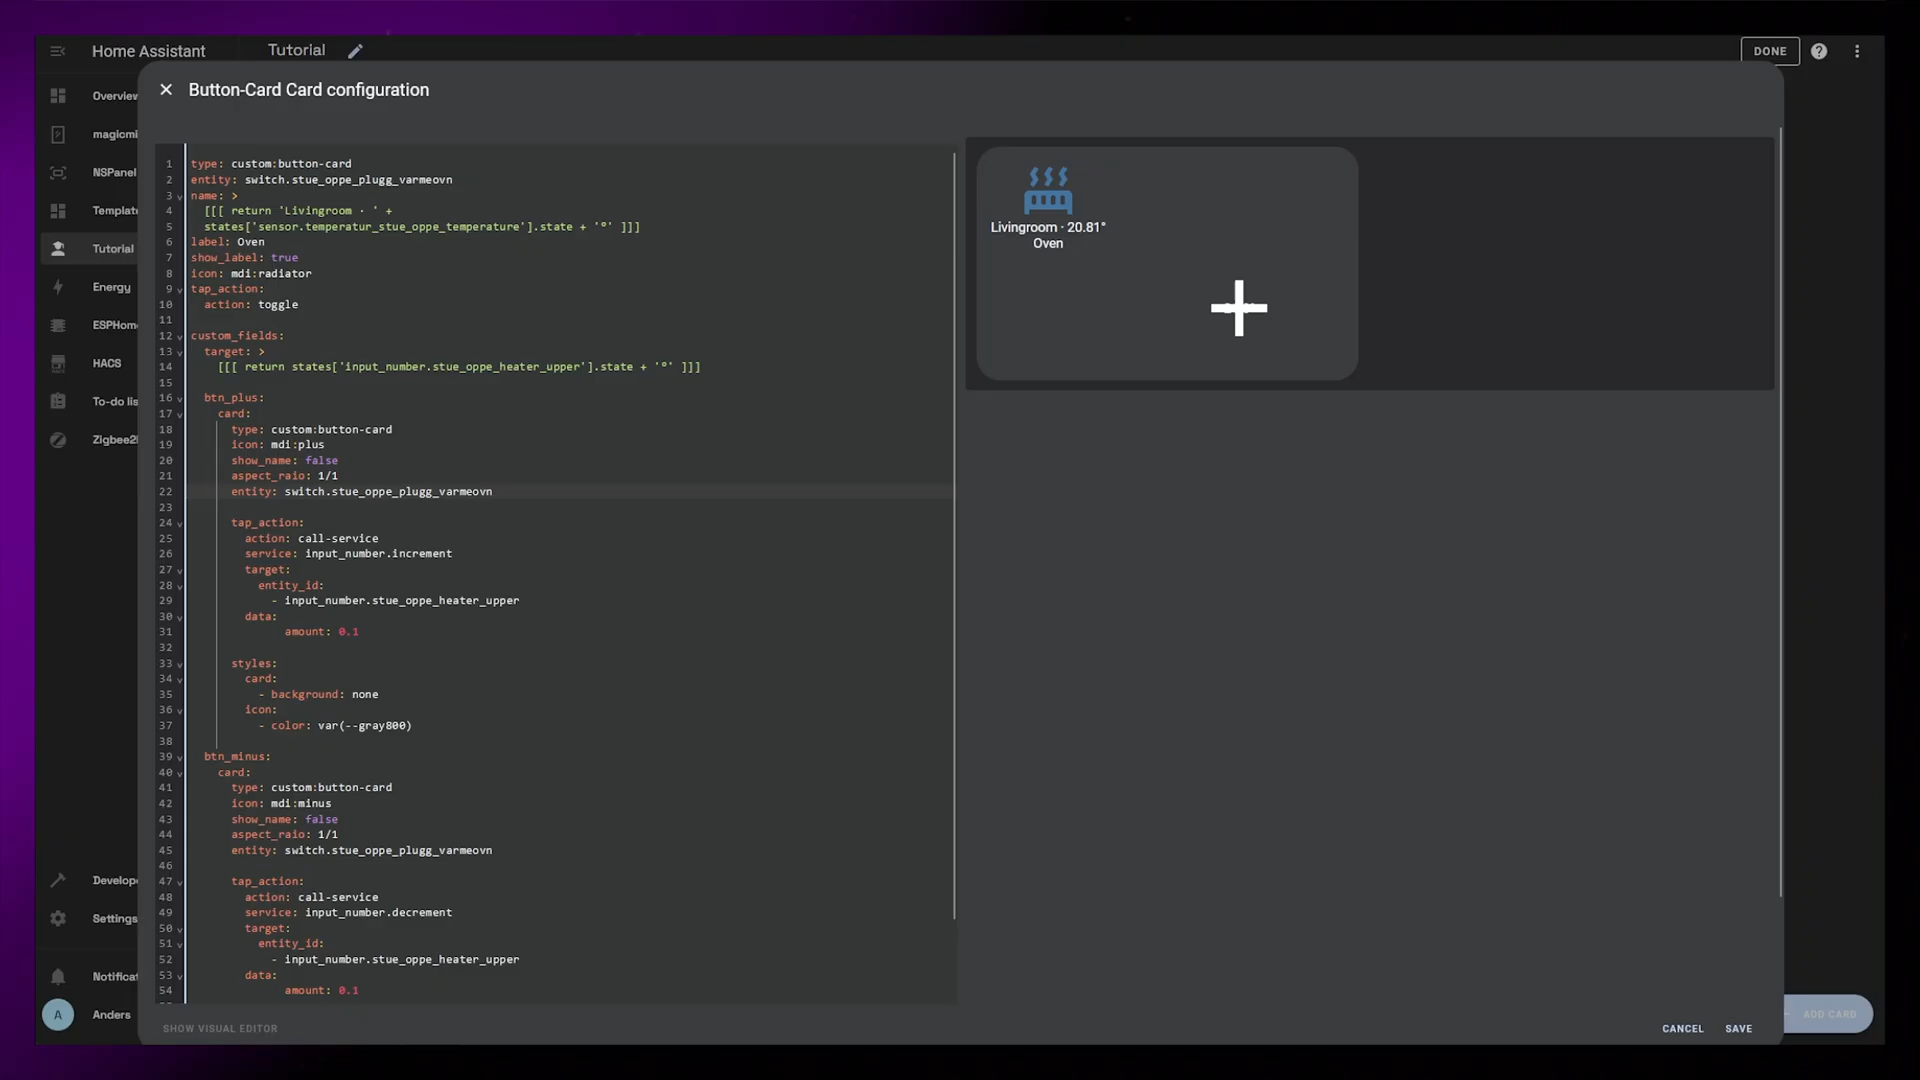 Home Assistant
Tutorial
DONE
Overview
magicmi
NSPanel
Templat
Tutorial
Energy
ESPHom
HACS
To-do lis
Zigbee2
Develop
Settings
Notificat
A
Anders
Button-Card Card configuration
1 type: custom:button-card
2 entity: switch.stue_oppe_plugg_varmeovn
3 name: >
4 [[[ return 'Livingroom · ' +
5 states['sensor.temperatur_stue_oppe_temperature'].state + '°' ]]]
6 label: Oven
7 show_label: true
8 icon: mdi:radiator
9 tap_action:
10 action: toggle
11
12 custom_fields:
13 target: >
14 [[[ return states['input_number.stue_oppe_heater_upper'].state + '°' ]]]
15
16 btn_plus:
17 card:
18 type: custom:button-card
19 icon: mdi:plus
20 show_name: false
21 aspect_raio: 1/1
22 entity: switch.stue_oppe_plugg_varmeovn
23
24 tap_action:
25 action: call-service
26 service: input_number.increment
27 target:
28 entity_id:
29 - input_number.stue_oppe_heater_upper
30 data:
31 amount: 0.1
32
33 styles:
34 card:
35 - background: none
36 icon:
37 - color: var(--gray800)
38
39 btn_minus:
40 card:
41 type: custom:button-card
42 icon: mdi:minus
43 show_name: false
44 aspect_raio: 1/1
45 entity: switch.stue_oppe_plugg_varmeovn
46
47 tap_action:
48 action: call-service
49 service: input_number.decrement
50 target:
51 entity_id:
52 - input_number.stue_oppe_heater_upper
53 data:
54 amount: 0.1
Livingroom · 20.81°
Oven
SHOW VISUAL EDITOR
CANCEL
SAVE
ADD CARD